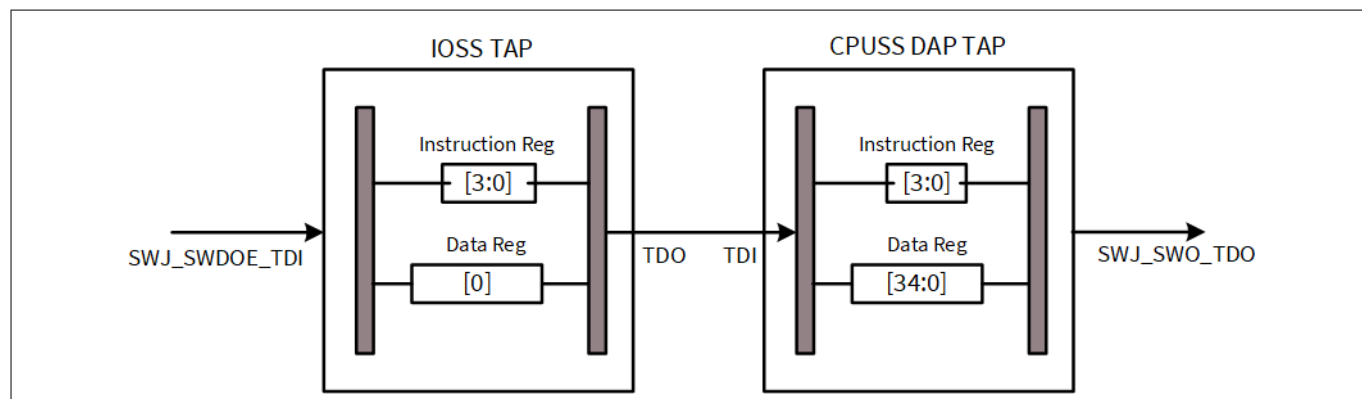 IOSS TAP
CPUSS DAP TAP
Instruction Reg
[3:0]
Data Reg
[0]
SWJ_SWDOE_TDI
TDO
TDI
Instruction Reg
[3:0]
Data Reg
[34:0]
SWJ_SWO_TDO